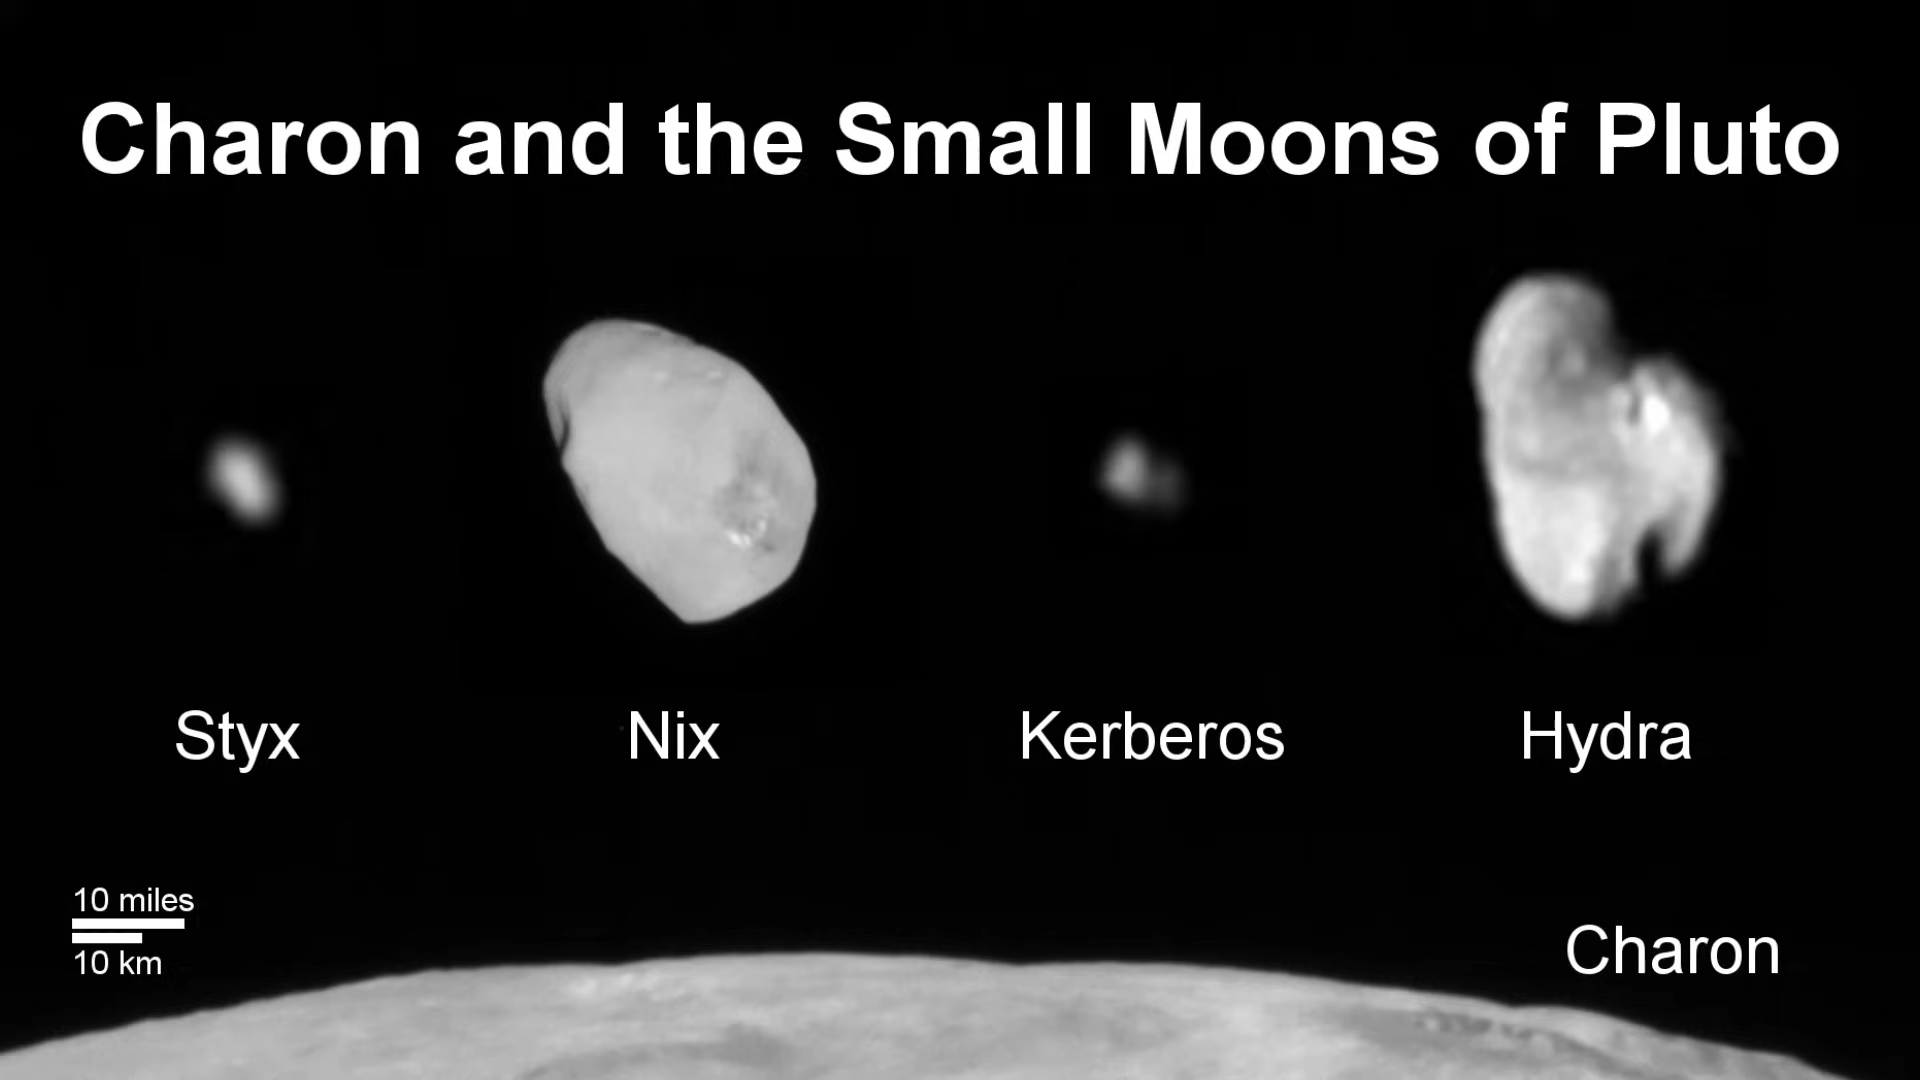 Charon and the Small Moons of Pluto
Styx
Nix
Kerberos
Hydra
10 miles
10 km
Charon